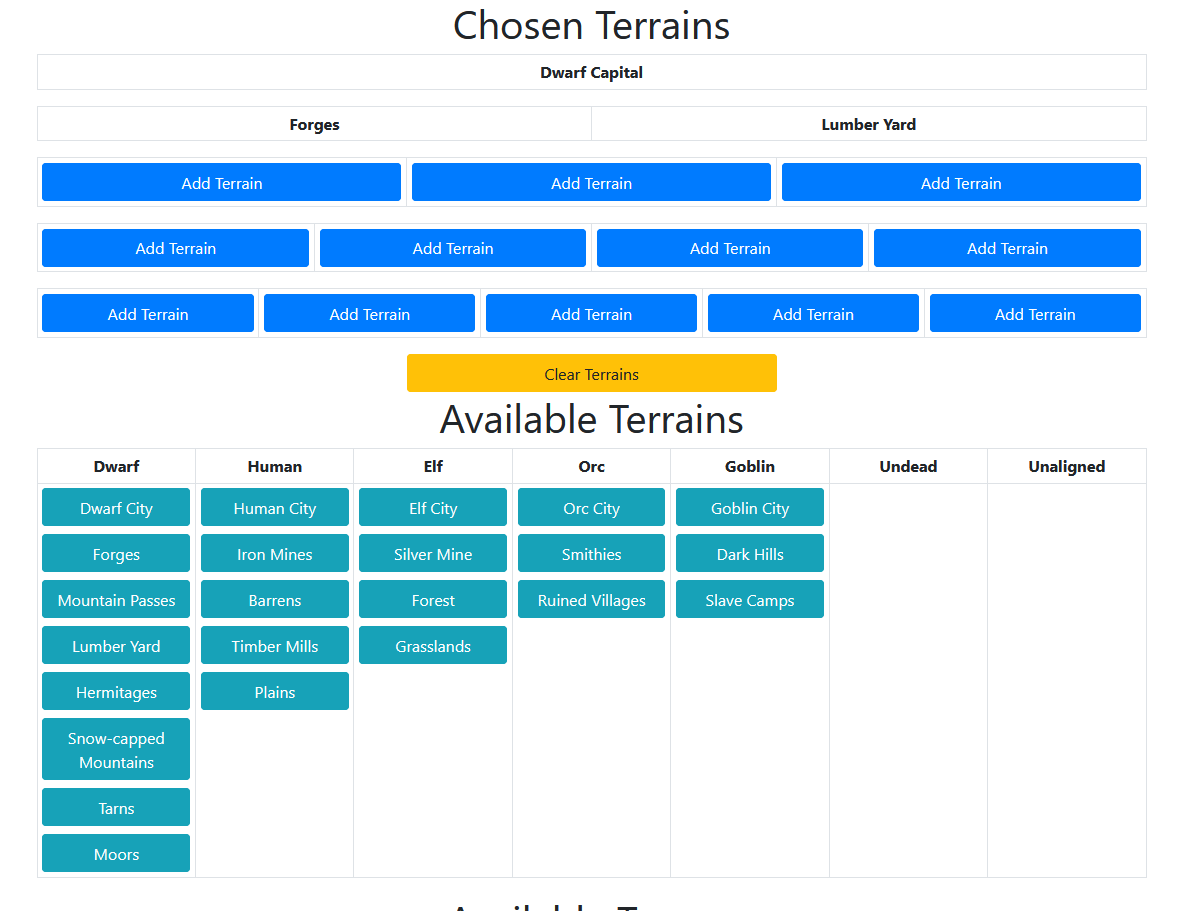 Chosen Terrains
Dwarf Capital
Forges Lumber Yard
Add Terrain Add Terrain Add Terrain
Add Terrain Add Terrain Add Terrain Add Terrain
Add Terrain Add Terrain Add Terrain Add Terrain Add Terrain
Clear Terrains
Available Terrains
Dwarf Human Elf Orc Goblin Undead Unaligned
Dwarf City Human City Elf City Orc City Goblin City
Forges Iron Mines Silver Mine Smithies Dark Hills
Mountain Passes Barrens Forest Ruined Villages Slave Camps
Lumber Yard Timber Mills Grasslands
Hermitages Plains
Snow-capped
Mountains
Tarns
Moors